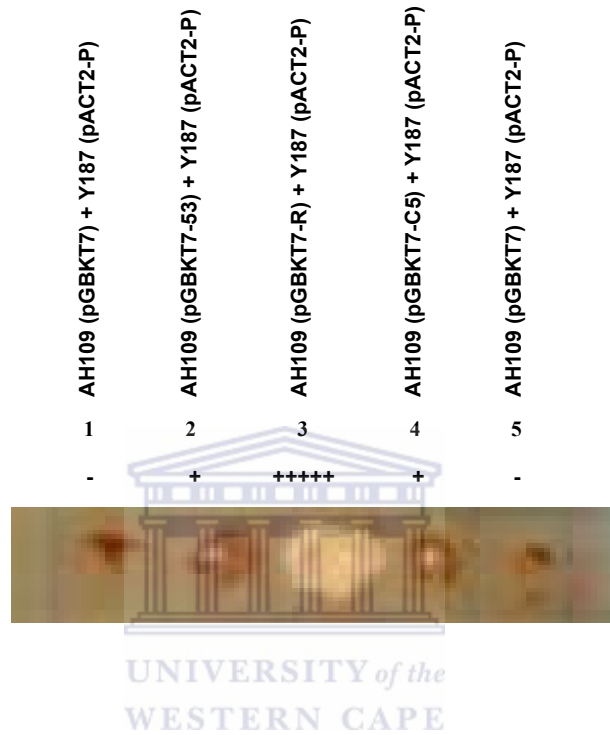 AH109 (pGBKT7) + Y187 (pACT2-P)
AH109 (pGBKT7-53) + Y187 (pACT2-P)
AH109 (pGBKT7-R) + Y187 (pACT2-P)
AH109 (pGBKT7-C5) + Y187 (pACT2-P)
AH109 (pGBKT7) + Y187 (pACT2-P)
1 2 3 4 5
- + +++++ + -
UNIVERSITY of the
WESTERN CAPE